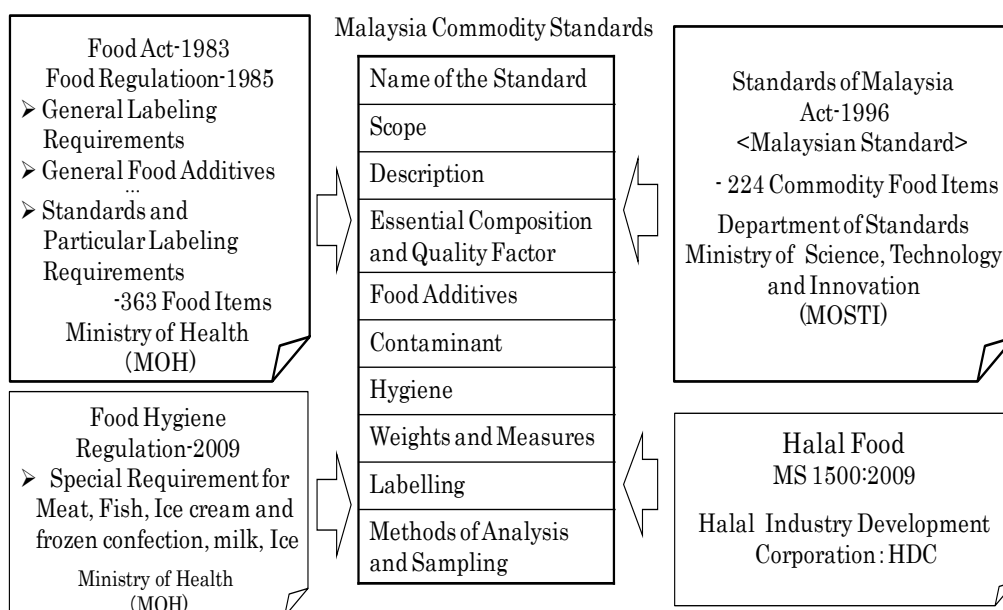 Malaysia Commodity Standards
Food Act-1983
Food Regulatioon-1985
➢ General Labeling
Requirements
➢ General Food Additives
...
➢ Standards and
Particular Labeling
Requirements
-363 Food Items
Ministry of Health
(MOH)
Food Hygiene
Regulation-2009
➢ Special Requirement for
Meat, Fish, Ice cream and
frozen confection, milk, Ice
Ministry of Health
(MOH)
Name of the Standard
Scope
Description
Essential Composition
and Quality Factor
Food Additives
Contaminant
Hygiene
Weights and Measures
Labelling
Methods of Analysis
and Sampling
Standards of Malaysia
Act-1996
<Malaysian Standard>
- 224 Commodity Food Items
Department of Standards
Ministry of Science, Technology
and Innovation
(MOSTI)
Halal Food
MS 1500:2009
Halal Industry Development
Corporation : HDC